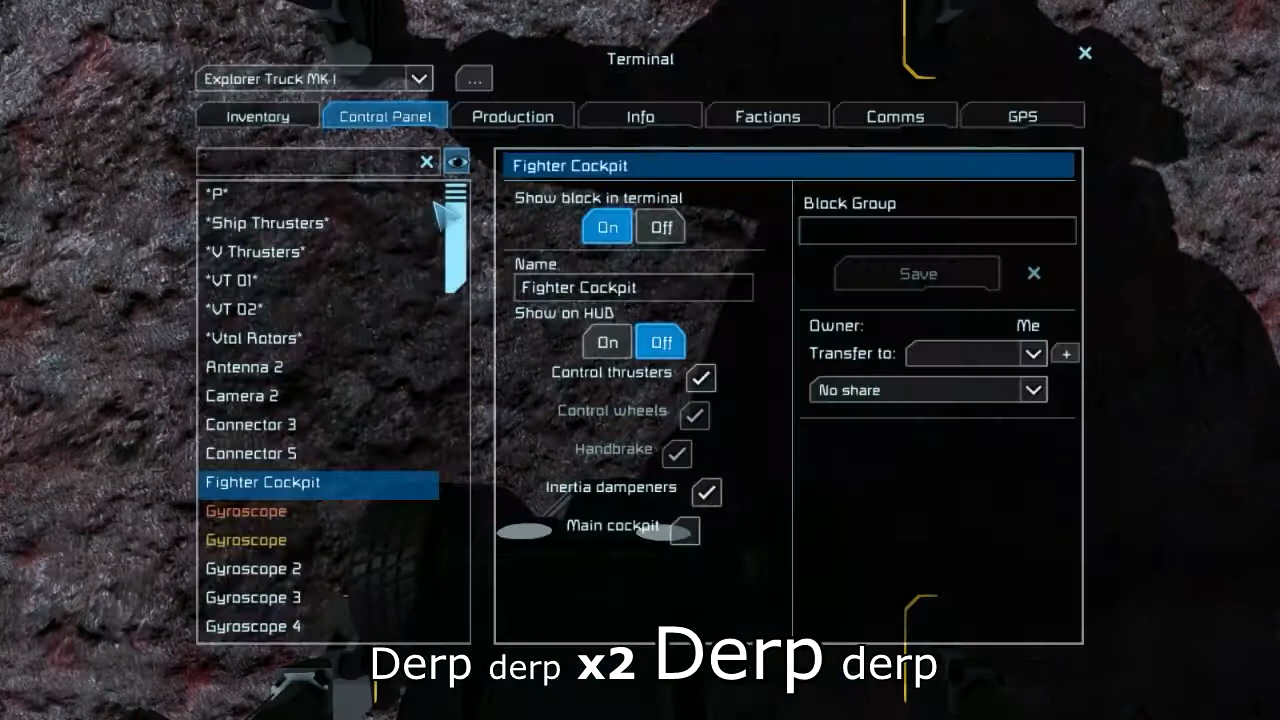 Terminal
Explorer Truck MK I
...
Inventory
Control Panel
Production
Info
Factions
Comms
GPS
*P*
*Ship Thrusters*
*V Thrusters*
*VT 01*
*VT 02*
*Vtol Rotors*
Antenna 2
Camera 2
Connector 3
Connector 5
Fighter Cockpit
Gyroscope
Gyroscope
Gyroscope 2
Gyroscope 3
Gyroscope 4
Fighter Cockpit
Show block in terminal
On Off
Name
Fighter Cockpit
Show on HUD
On Off
Control thrusters
Control wheels
Handbrake
Inertia dampeners
Main cockpit
Block Group
Save
Owner: Me
Transfer to:
+
No share
Derp derp x2 Derp derp